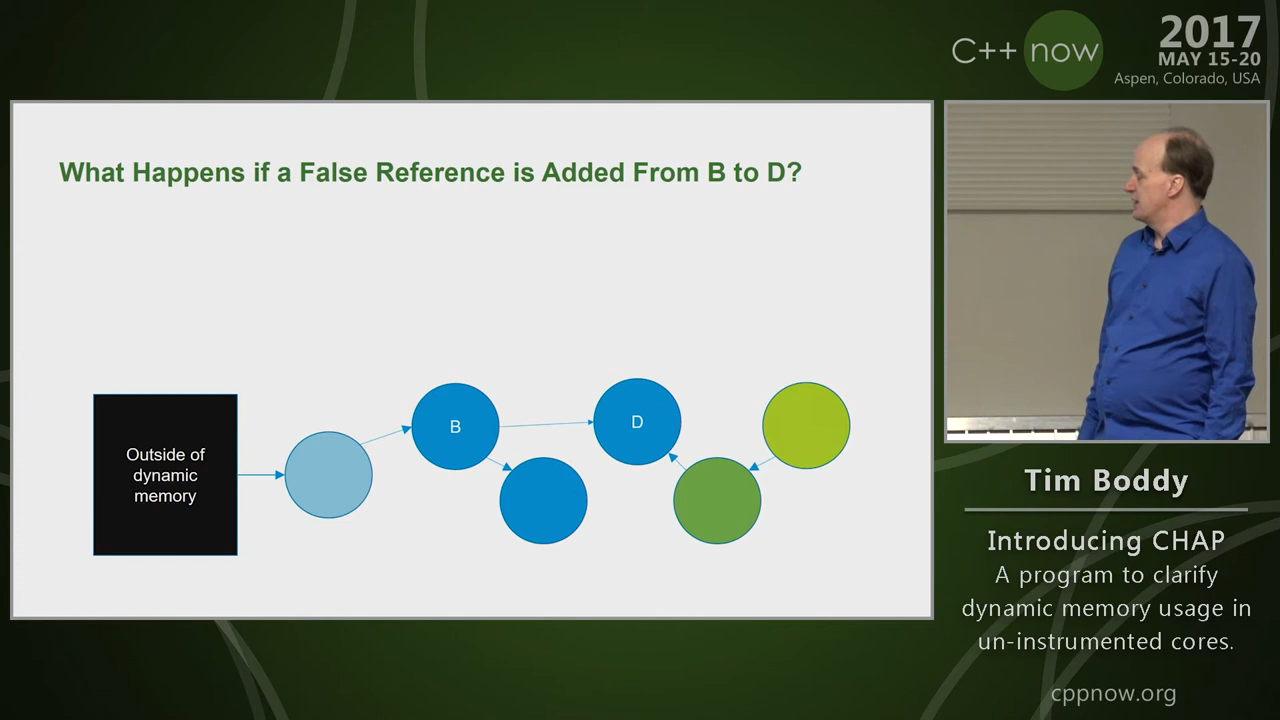 C++ now
2017
MAY 15-20
Aspen, Colorado, USA
What Happens if a False Reference is Added From B to D?
Outside of
dynamic
memory
B
D
Tim Boddy
Introducing CHAP
A program to clarify
dynamic memory usage in
un-instrumented cores.
cppnow.org